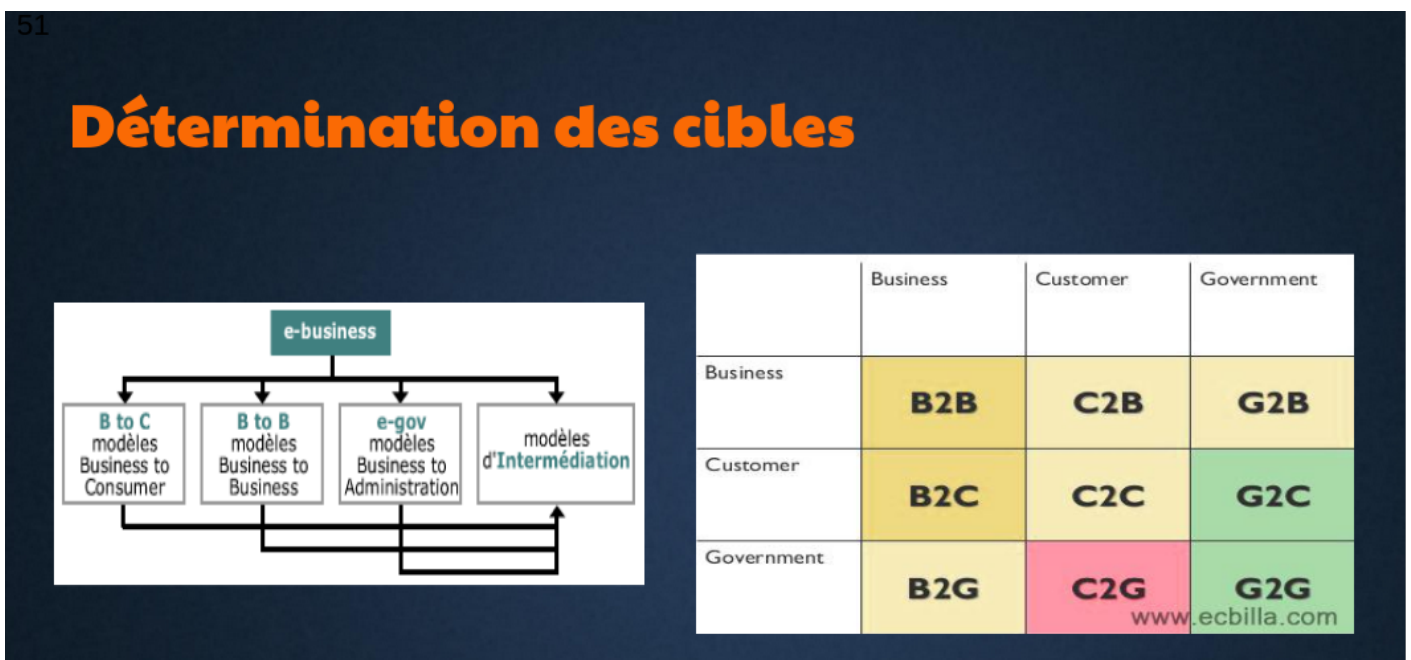 51
Détermination des cibles
e-business
B to C
modèles
Business to
Consumer
B to B
modèles
Business to
Business
e-gov
modèles
Business to
Administration
modèles
d'Intermédiation
Business Customer Government
Business
B2B C2B G2B
Customer
B2C C2C G2C
Government
B2G C2G G2G
www.ecbilla.com